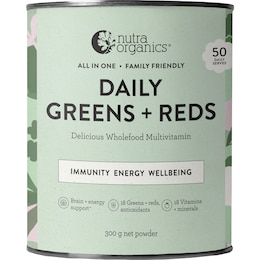 nutra
organics®
50
DAILY
SERVES
ALL IN ONE • FAMILY FRIENDLY
DAILY
GREENS + REDS
Delicious Wholefood Multivitamin
IMMUNITY ENERGY WELLBEING
Brain + energy
support*
18 Greens + reds,
antioxidants
18 Vitamins
+ minerals
300 g net powder